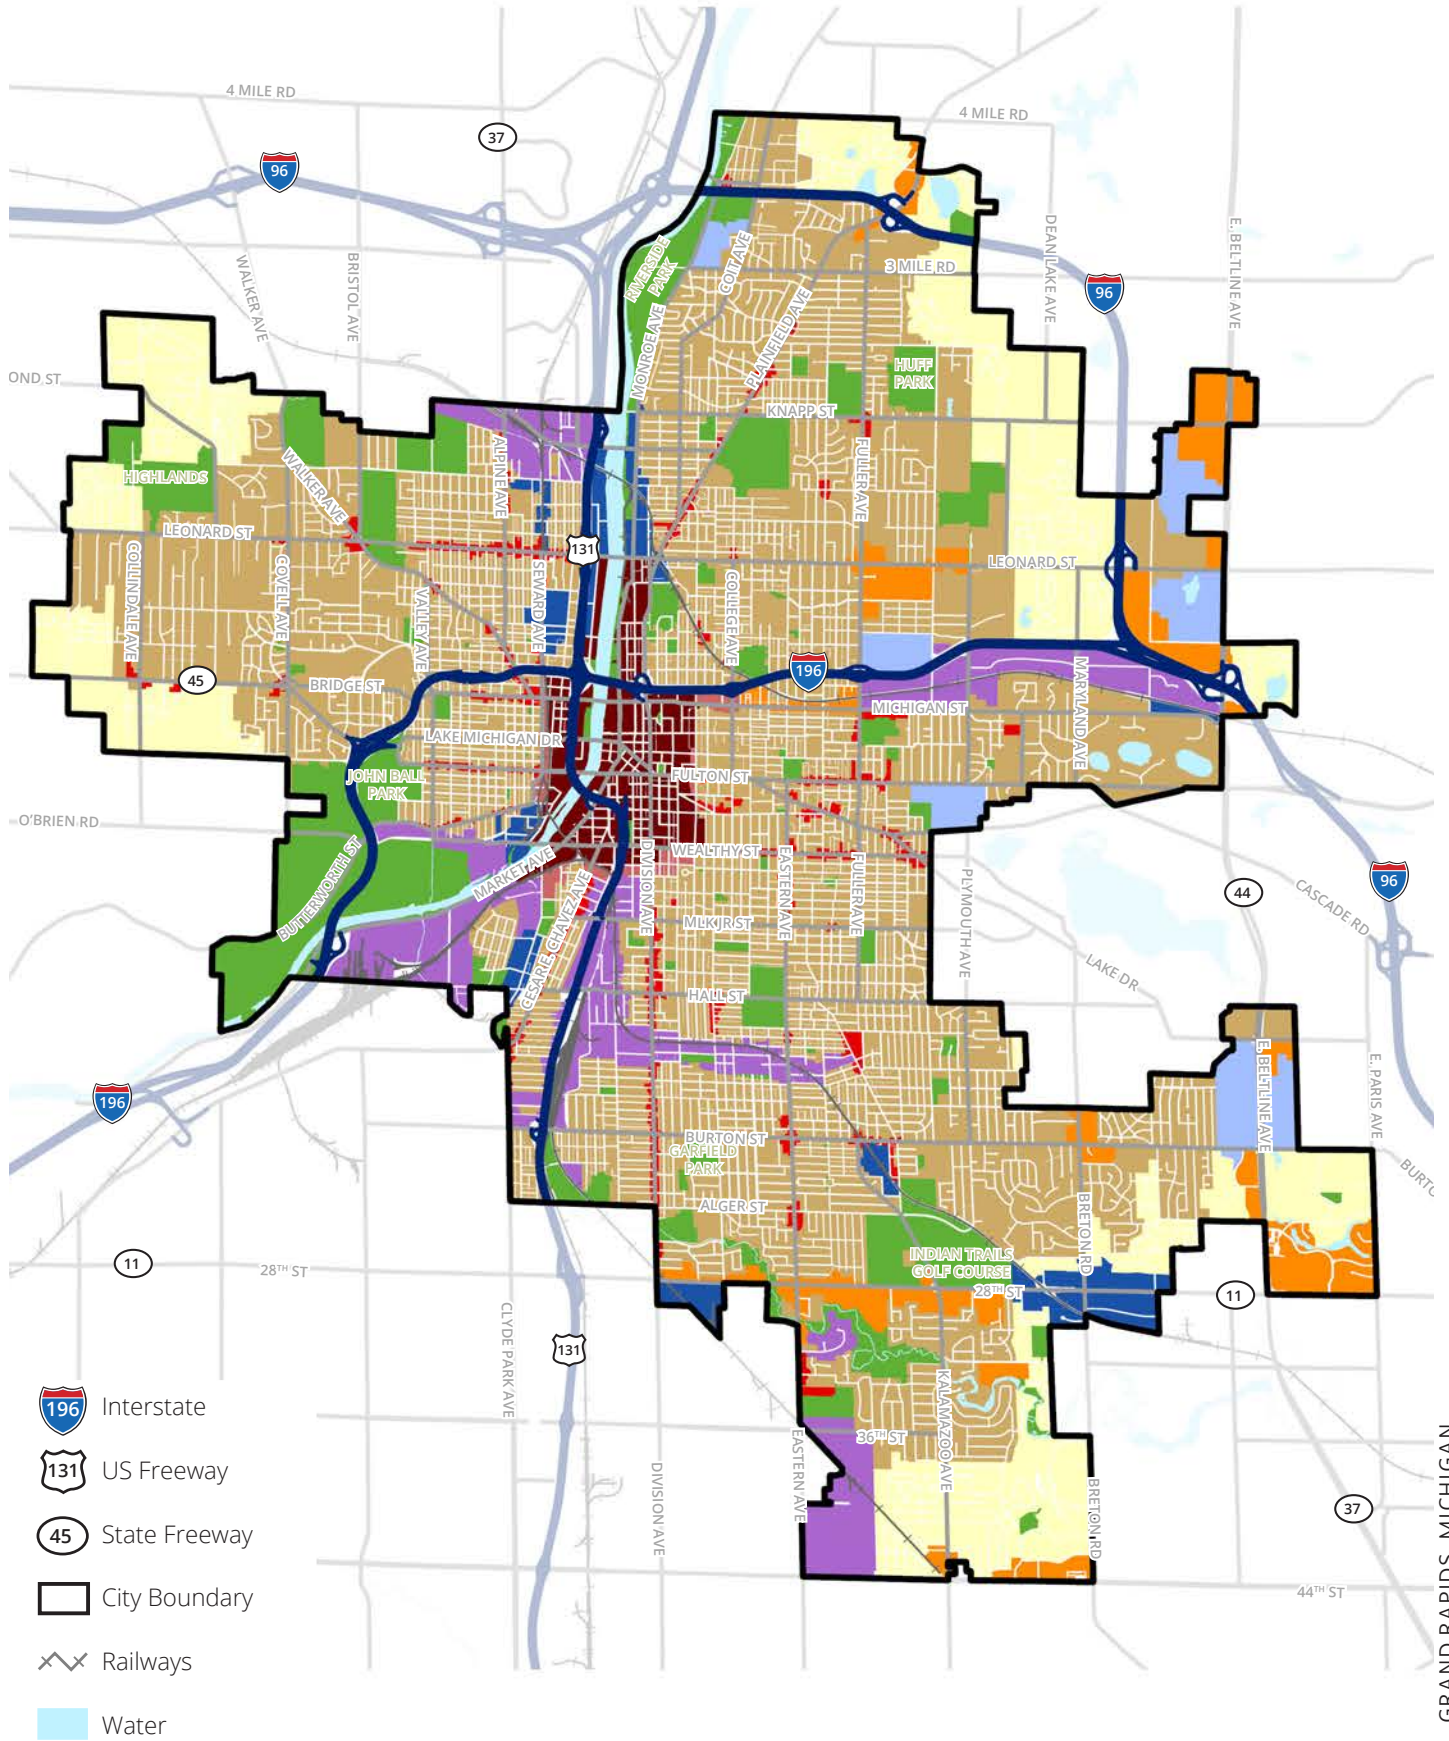 4 MILE RD
4 MILE RD
37
96
WALKER AVE
BRISTOL AVE
RIVERSIDE
PARK
COIT AVE
3 MILE RD
DEAN LAKE AVE
E. BELTLINE AVE
96
MONROE AVE
PLAINFIELD AVE
OND ST
HUFF
PARK
KNAPP ST
ALPINE AVE
FULLER AVE
HIGHLANDS
WALKER AVE
LEONARD ST
131
LEONARD ST
COLLINDALE AVE
COVELL AVE
VALLEY AVE
SEWARD AVE
COLLEGE AVE
45
BRIDGE ST
196
MARYLAND AVE
MICHIGAN ST
LAKE MICHIGAN DR
JOHN BALL
PARK
FULTON ST
O'BRIEN RD
BUTTERWORTH ST
MARKET AVE
WEALTHY ST
DIVISION AVE
EASTERN AVE
FULLER AVE
PLYMOUTH AVE
44
CASCADE RD
96
CESAR E. CHAVEZ AVE
MLK JR ST
LAKE DR
HALL ST
196
E. BELTLINE AVE
E. PARIS AVE
BURTON ST
GARFIELD
PARK
ALGER ST
BRETON RD
INDIAN TRAILS
GOLF COURSE
28TH ST
11
28TH ST
11
CLYDE PARK AVE
131
KALAMAZOO AVE
36TH ST
EASTERN AVE
DIVISION AVE
BRETON RD
37
44TH ST
196 Interstate
131 US Freeway
45 State Freeway
City Boundary
Railways
Water
GRAND RAPIDS, MICHIGAN